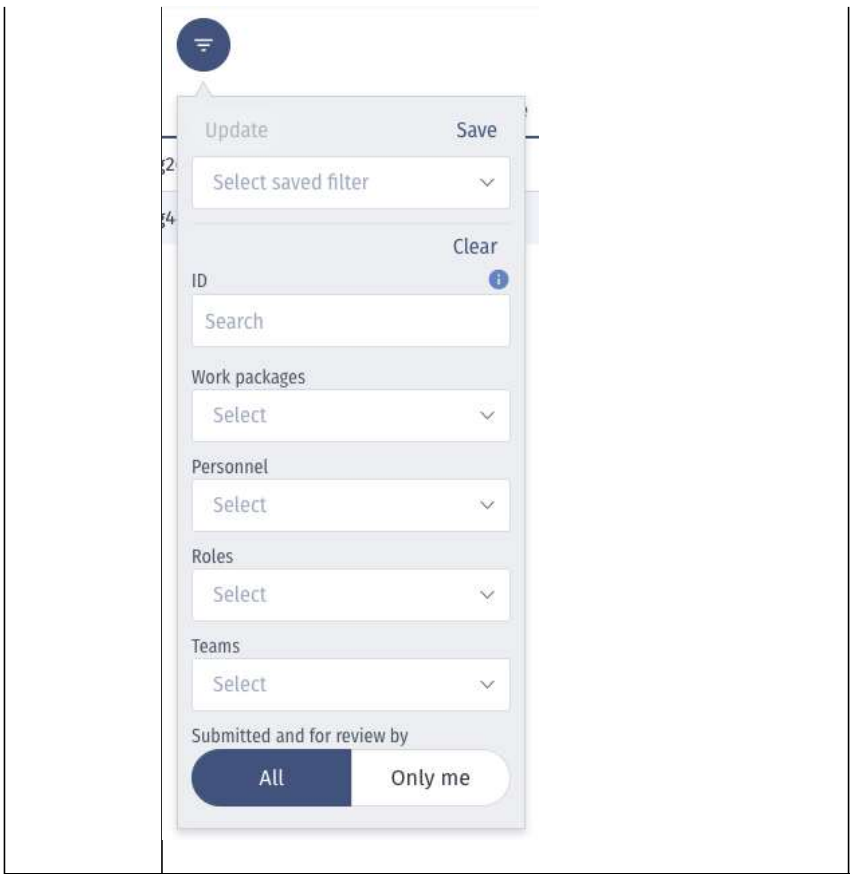 Update Save
Select saved filter
Clear
ID
Search
Work packages
Select
Personnel
Select
Roles
Select
Teams
Select
Submitted and for review by
All Only me